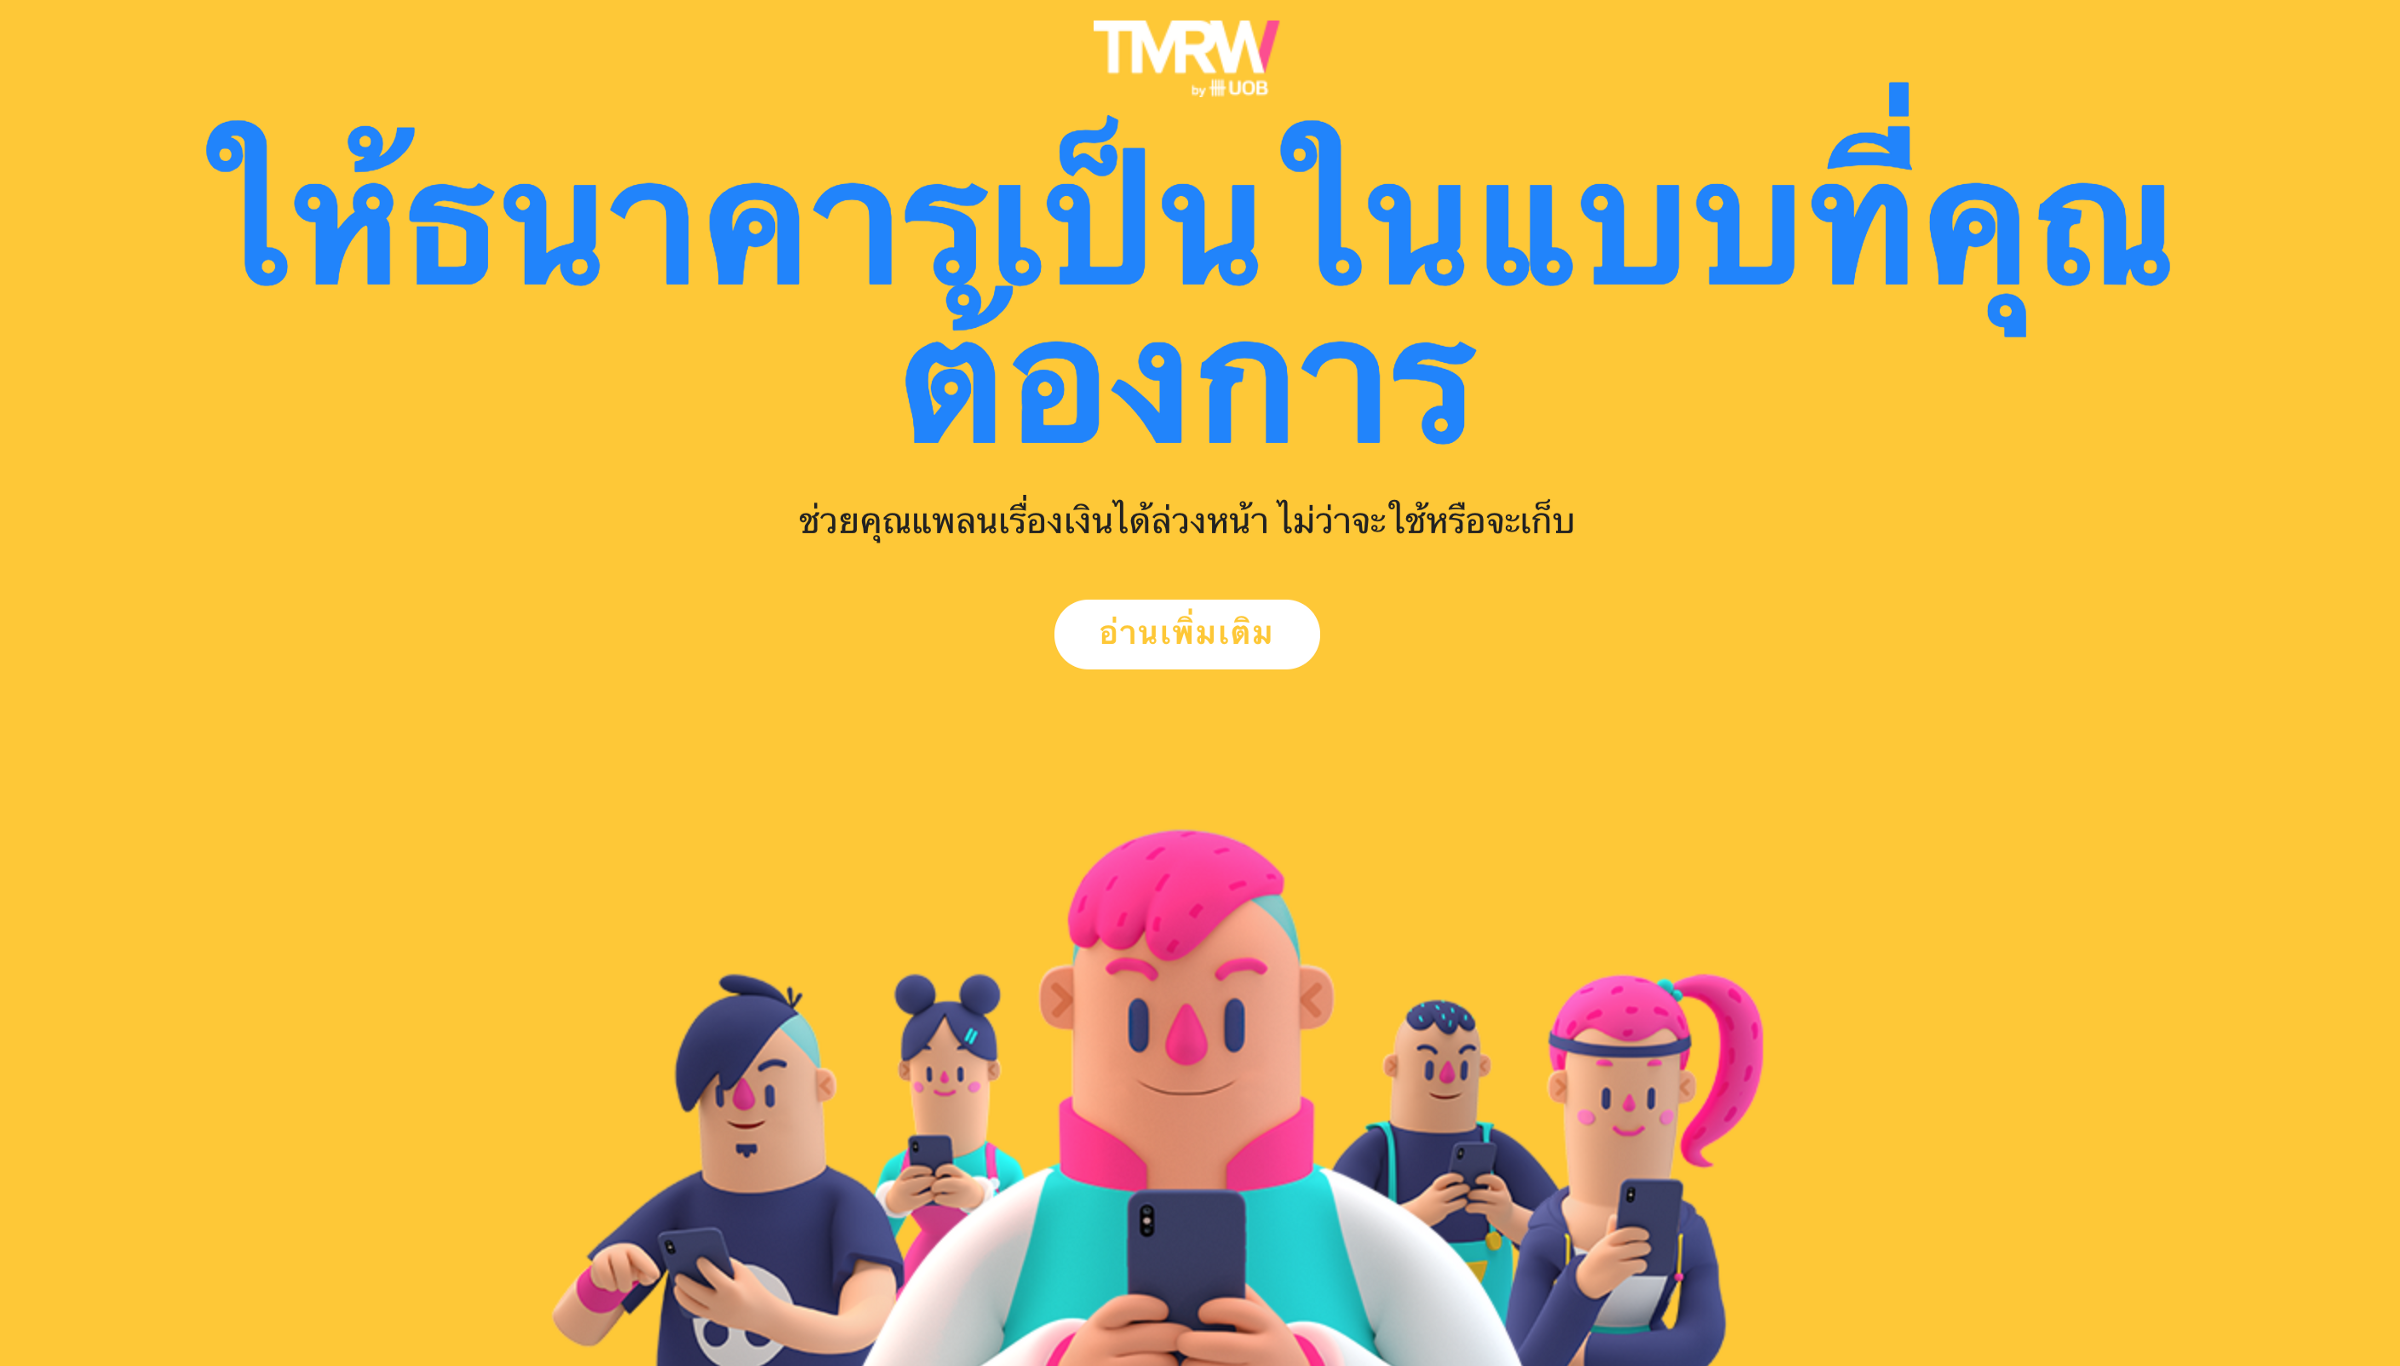 TMRW
by UOB
ให้ธนาคารเป็น ในแบบที่คุณ
ต้องการ
ช่วยคุณแพลนเรื่องเงินได้ล่วงหน้า ไม่ว่าจะใช้หรือจะเก็บ
อ่านเพิ่มเติม